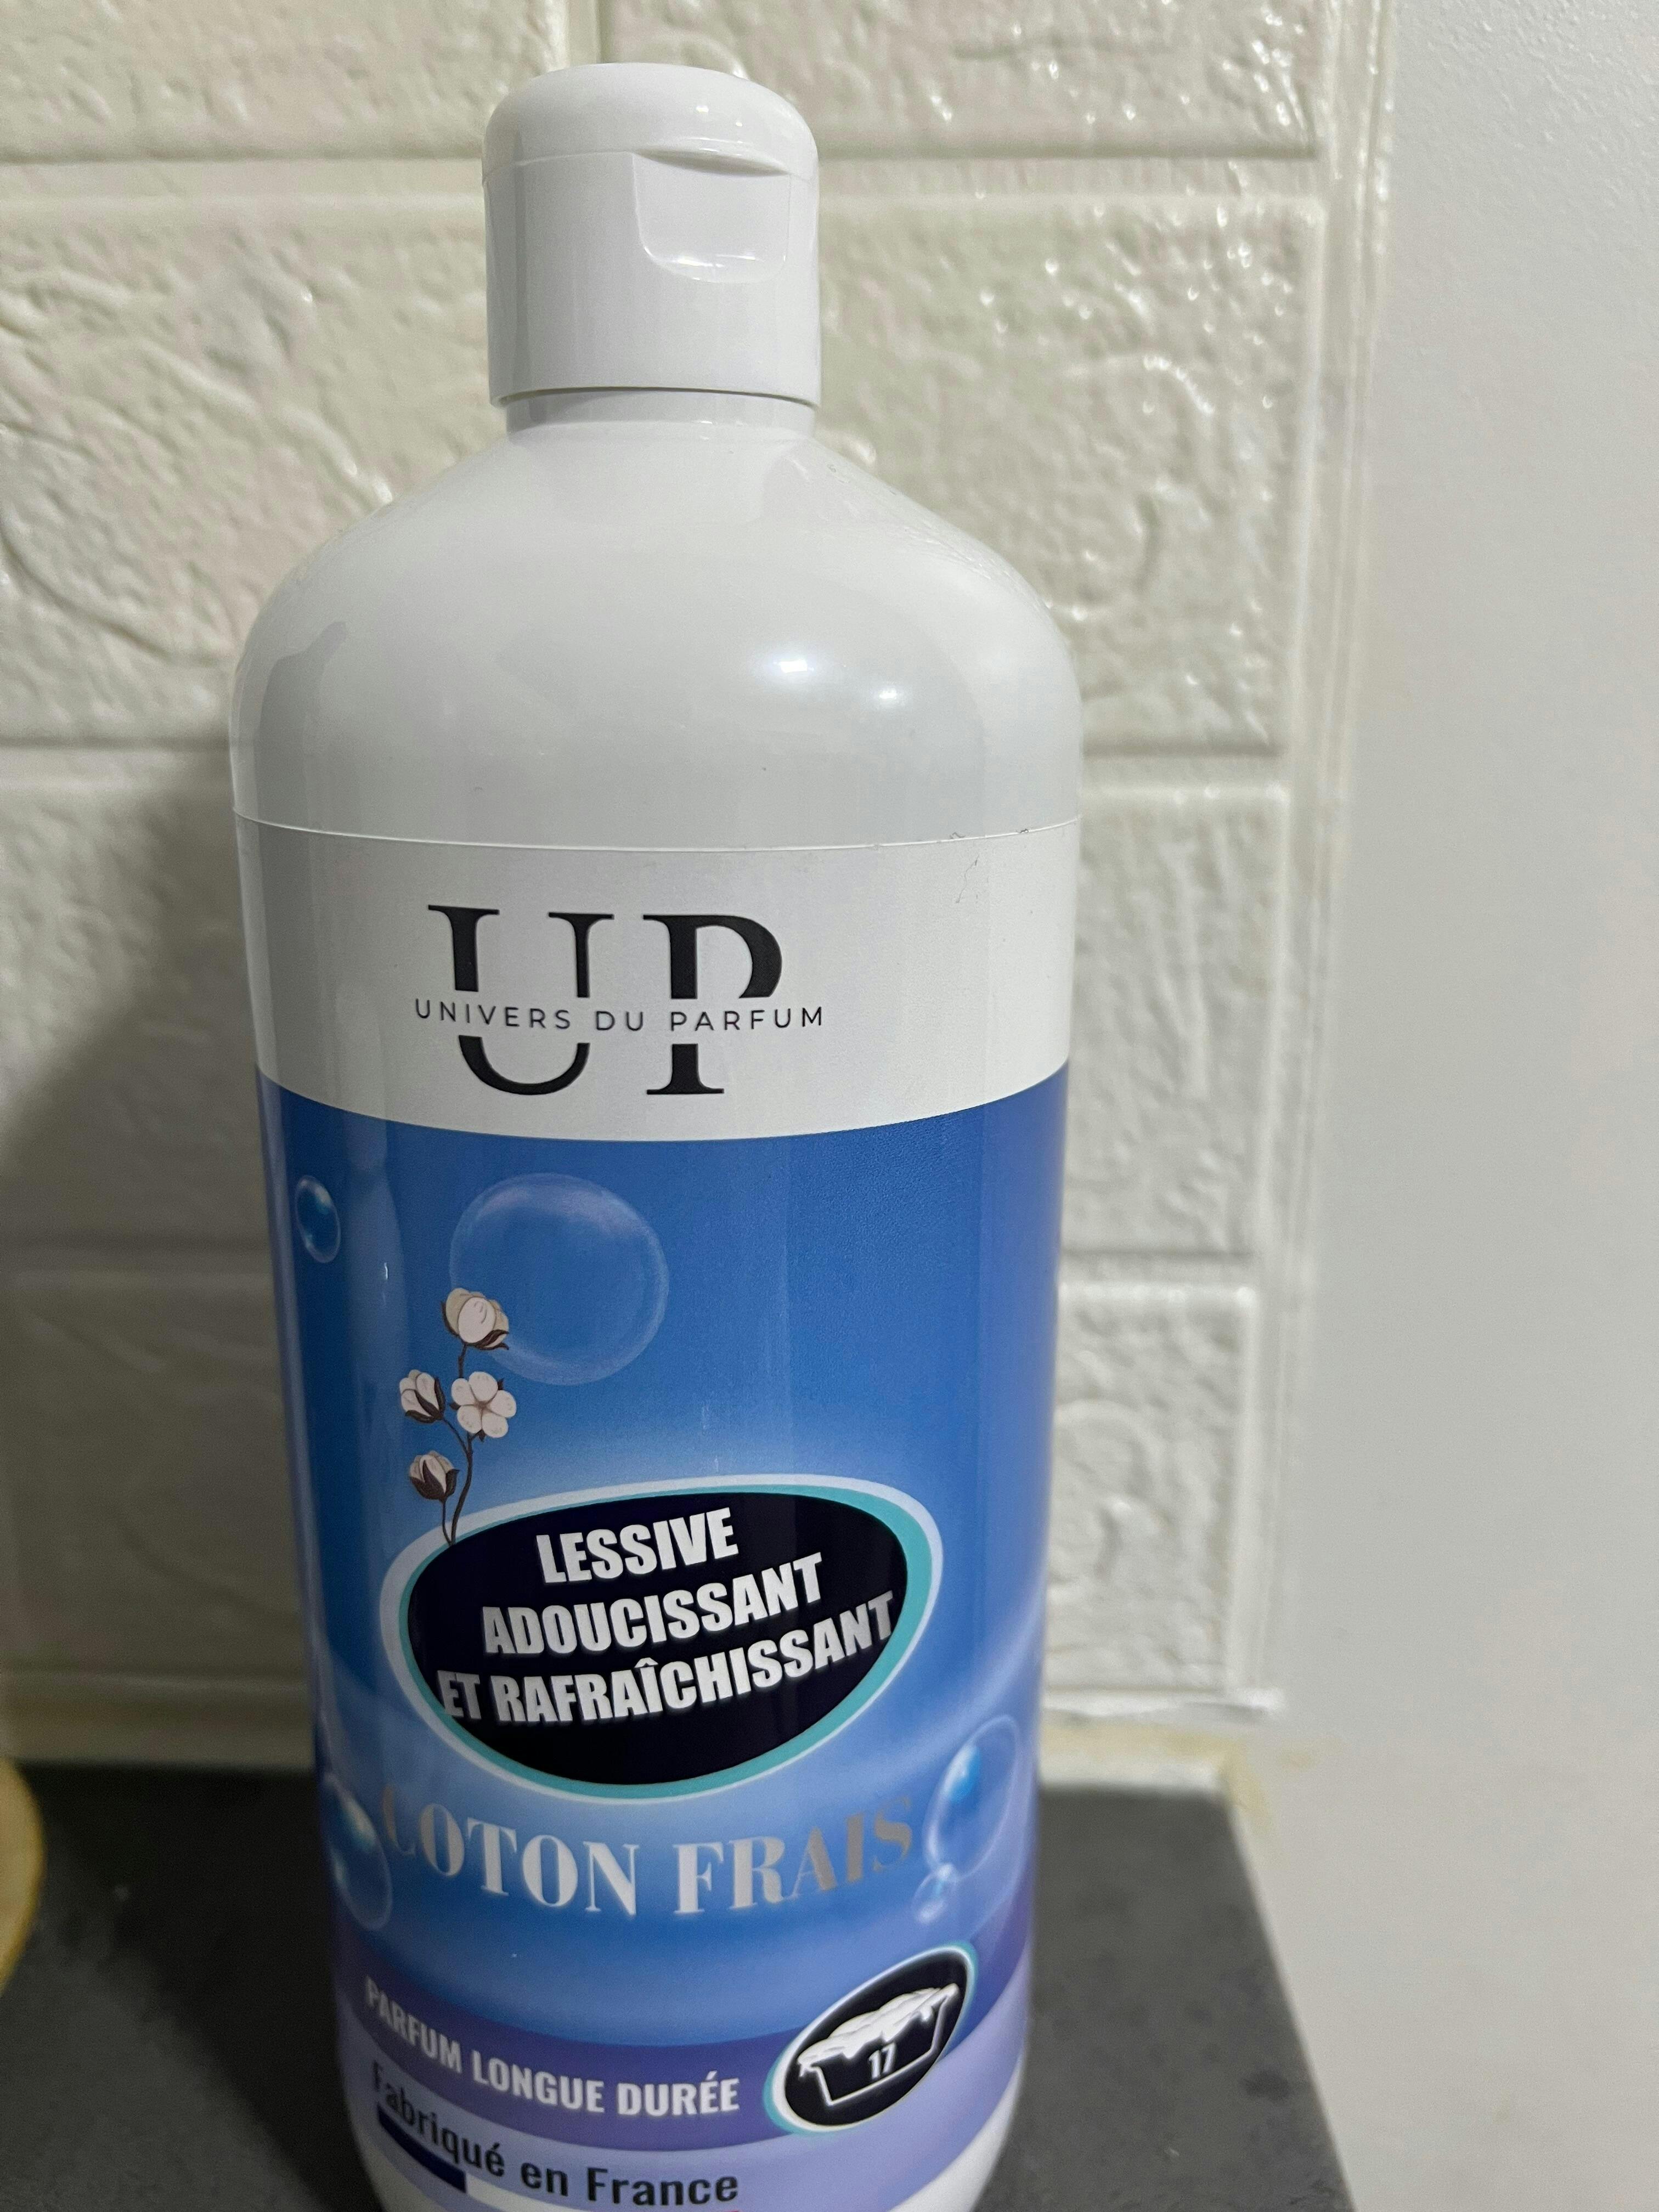 UP
UNIVERS DU PARFUM
LESSIVE
ADOUCISSANT
ET RAFRAÎCHISSANT
COTON FRAIS
PARFUM LONGUE DURÉE
17
Fabriqué en France